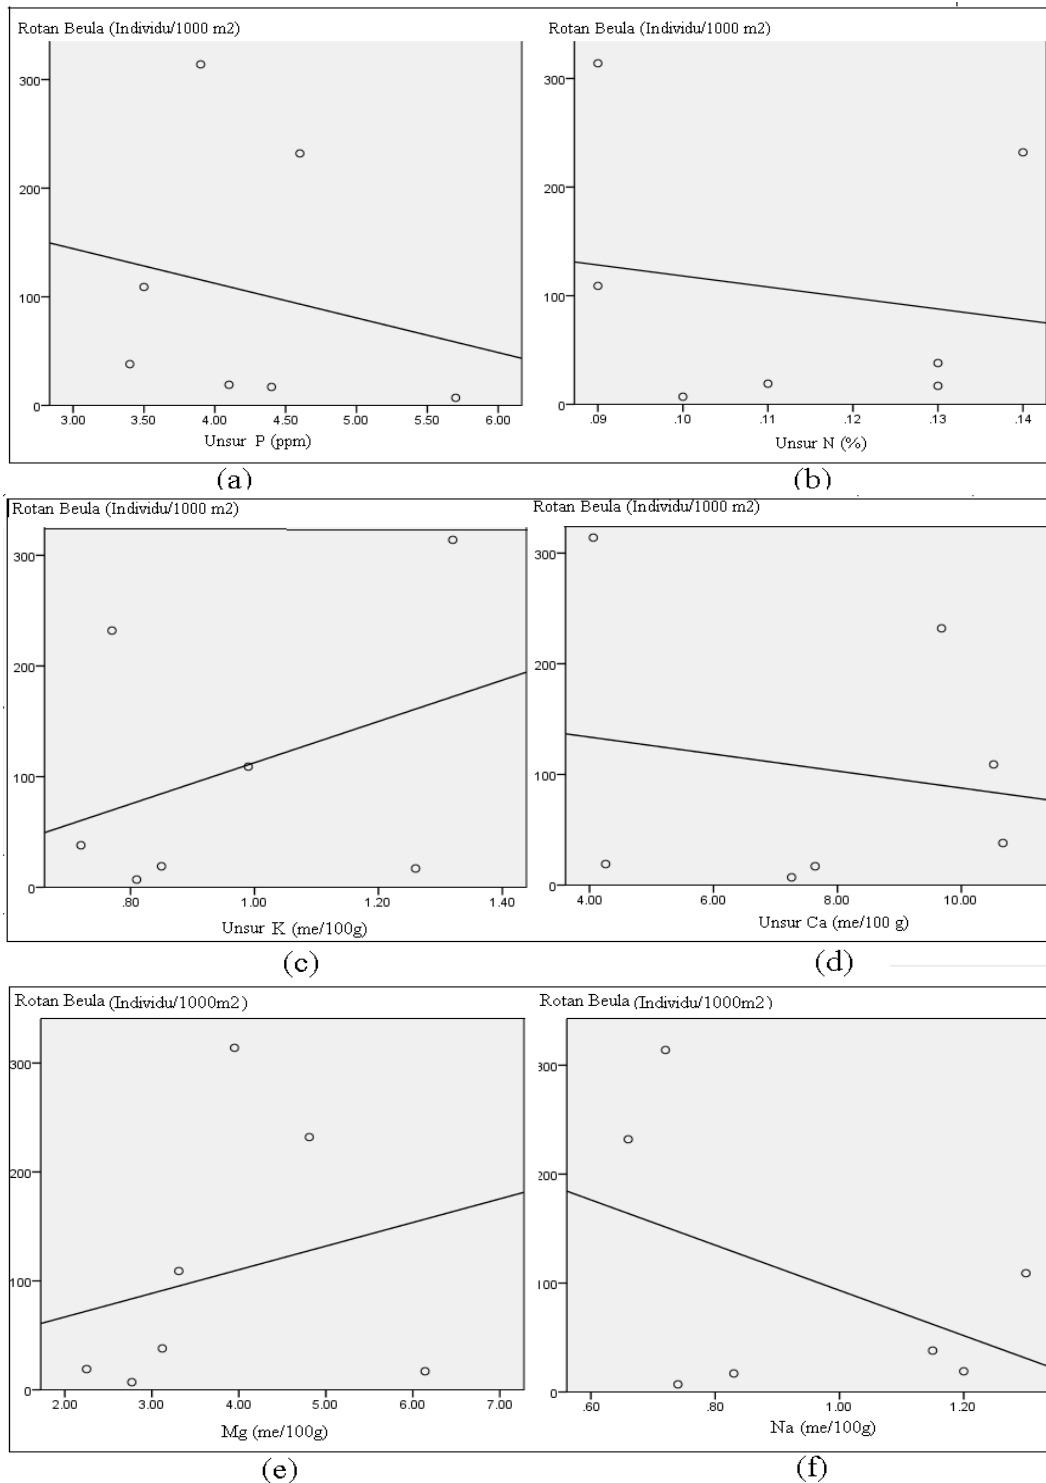 Rotan Beula (Individu/1000 m2)
300
200
100
0
3.00 3.50 4.00 4.50 5.00 5.50 6.00
Unsur P (ppm)
(a)
Rotan Beula (Individu/1000 m2)
300
200
100
0
.09 .10 .11 .12 .13 .14
Unsur N (%)
(b)
Rotan Beula (Individu/1000 m2)
300
200
100
0
.80 1.00 1.20 1.40
Unsur K (me/100g)
(c)
Rotan Beula (Individu/1000 m2)
300
200
100
0
4.00 6.00 8.00 10.00
Unsur Ca (me/100 g)
(d)
Rotan Beula (Individu/1000m2)
300
200
100
0
2.00 3.00 4.00 5.00 6.00 7.00
Mg (me/100g)
(e)
Rotan Beula (Individu/1000m2)
300
200
100
0
.60 .80 1.00 1.20
Na (me/100g)
(f)